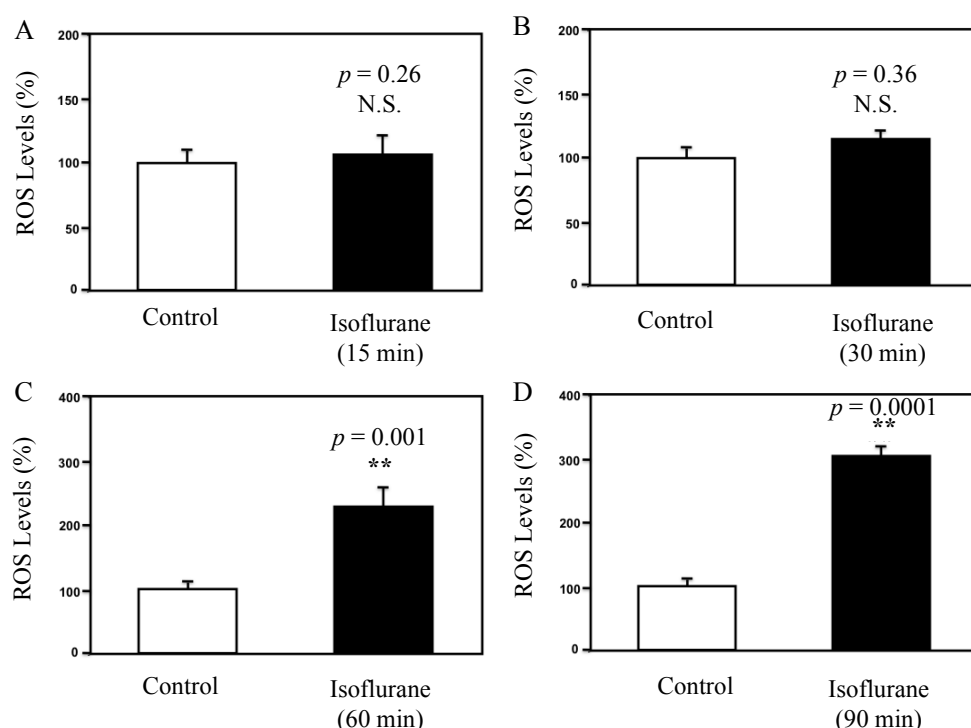 A
ROS Levels (%)
200
150
100
50
0
p = 0.26
N.S.
Control
Isoflurane
(15 min)
B
ROS Levels (%)
200
150
100
50
0
p = 0.36
N.S.
Control
Isoflurane
(30 min)
C
ROS Levels (%)
400
300
200
100
0
p = 0.001
**
Control
Isoflurane
(60 min)
D
ROS Levels (%)
400
300
200
100
0
p = 0.0001
**
Control
Isoflurane
(90 min)